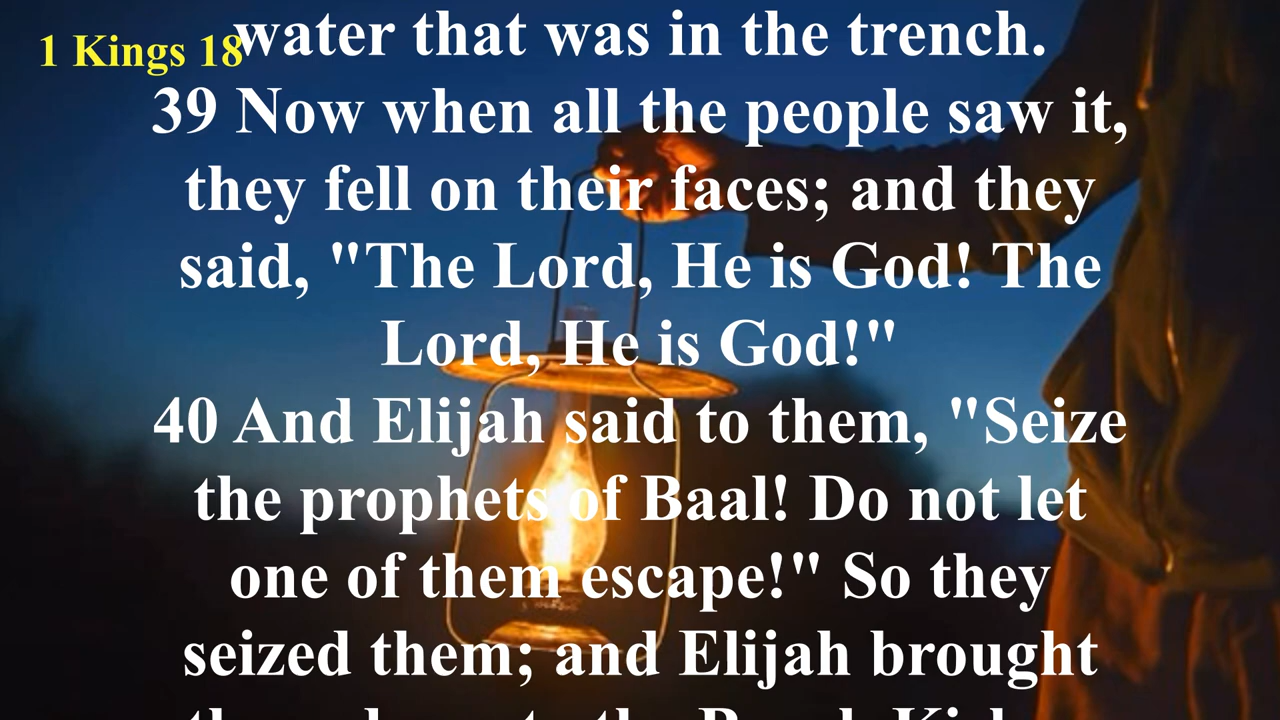 1 Kings 18
water that was in the trench.
39 Now when all the people saw it,
they fell on their faces; and they
said, "The Lord, He is God! The
Lord, He is God!"
40 And Elijah said to them, "Seize
the prophets of Baal! Do not let
one of them escape!" So they
seized them; and Elijah brought